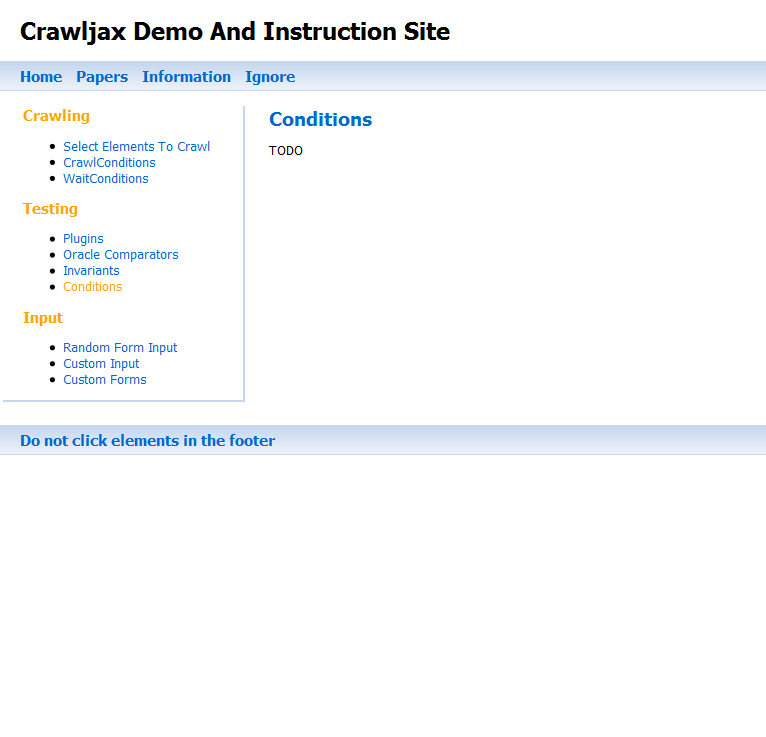 Crawljax Demo And Instruction Site
Home Papers Information Ignore
Crawling
Select Elements To Crawl
CrawlConditions
WaitConditions
Testing
Plugins
Oracle Comparators
Invariants
Conditions
Input
Random Form Input
Custom Input
Custom Forms
Conditions
TODO
Do not click elements in the footer